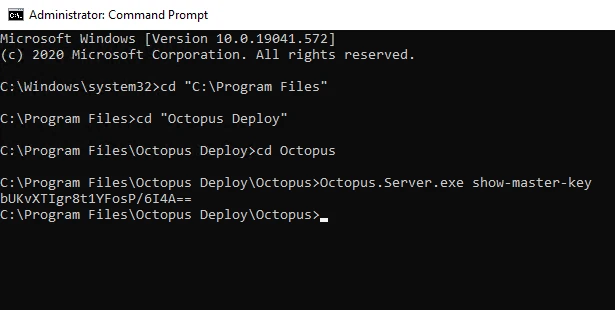 Administrator: Command Prompt
Microsoft Windows [Version 10.0.19041.572]
(c) 2020 Microsoft Corporation. All rights reserved.
C:\Windows\system32>cd "C:\Program Files"
C:\Program Files>cd "Octopus Deploy"
C:\Program Files\Octopus Deploy>cd Octopus
C:\Program Files\Octopus Deploy\Octopus>Octopus.Server.exe show-master-key
bUKvXTIgr8t1YFosP/6I4A==
C:\Program Files\Octopus Deploy\Octopus>